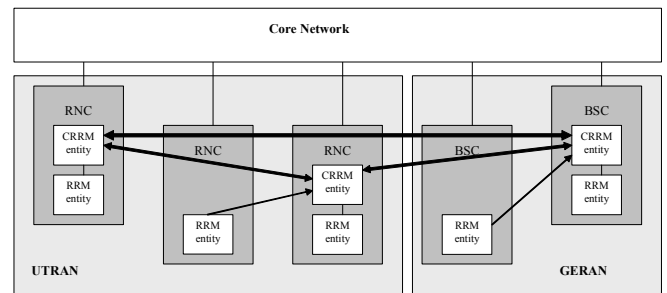 Core Network
RNC
CRRM
entity
RRM
entity
RNC
RRM
entity
RNC
CRRM
entity
RRM
entity
BSC
RRM
entity
BSC
CRRM
entity
RRM
entity
UTRAN
GERAN